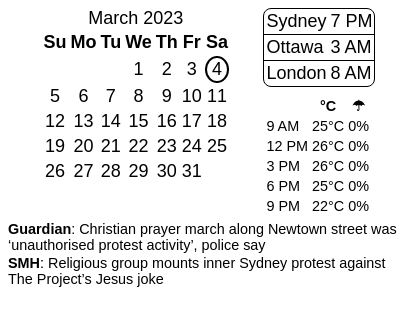 March 2023
Su Mo Tu We Th Fr Sa
1 2 3 4
5 6 7 8 9 10 11
12 13 14 15 16 17 18
19 20 21 22 23 24 25
26 27 28 29 30 31
Sydney 7 PM
Ottawa 3 AM
London 8 AM
°C ☂
9 AM 25°C 0%
12 PM 26°C 0%
3 PM 26°C 0%
6 PM 25°C 0%
9 PM 22°C 0%
Guardian: Christian prayer march along Newtown street was
‘unauthorised protest activity’, police say
SMH: Religious group mounts inner Sydney protest against
The Project’s Jesus joke